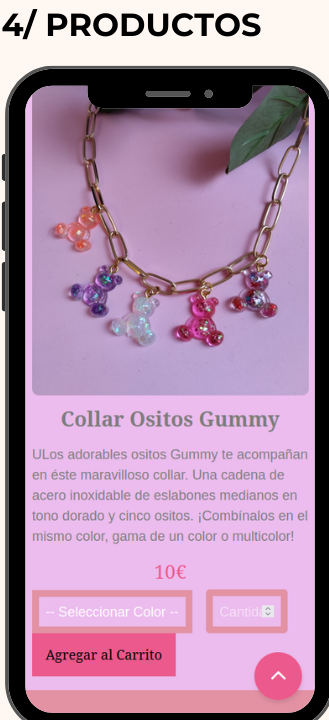 4/ PRODUCTOS
Collar Ositos Gummy
ULos adorables ositos Gummy te acompañan
en éste maravilloso collar. Una cadena de
acero inoxidable de eslabones medianos en
tono dorado y cinco ositos. ¡Combínalos en el
mismo color, gama de un color o multicolor!
10€
-- Seleccionar Color -- Cantid
Agregar al Carrito